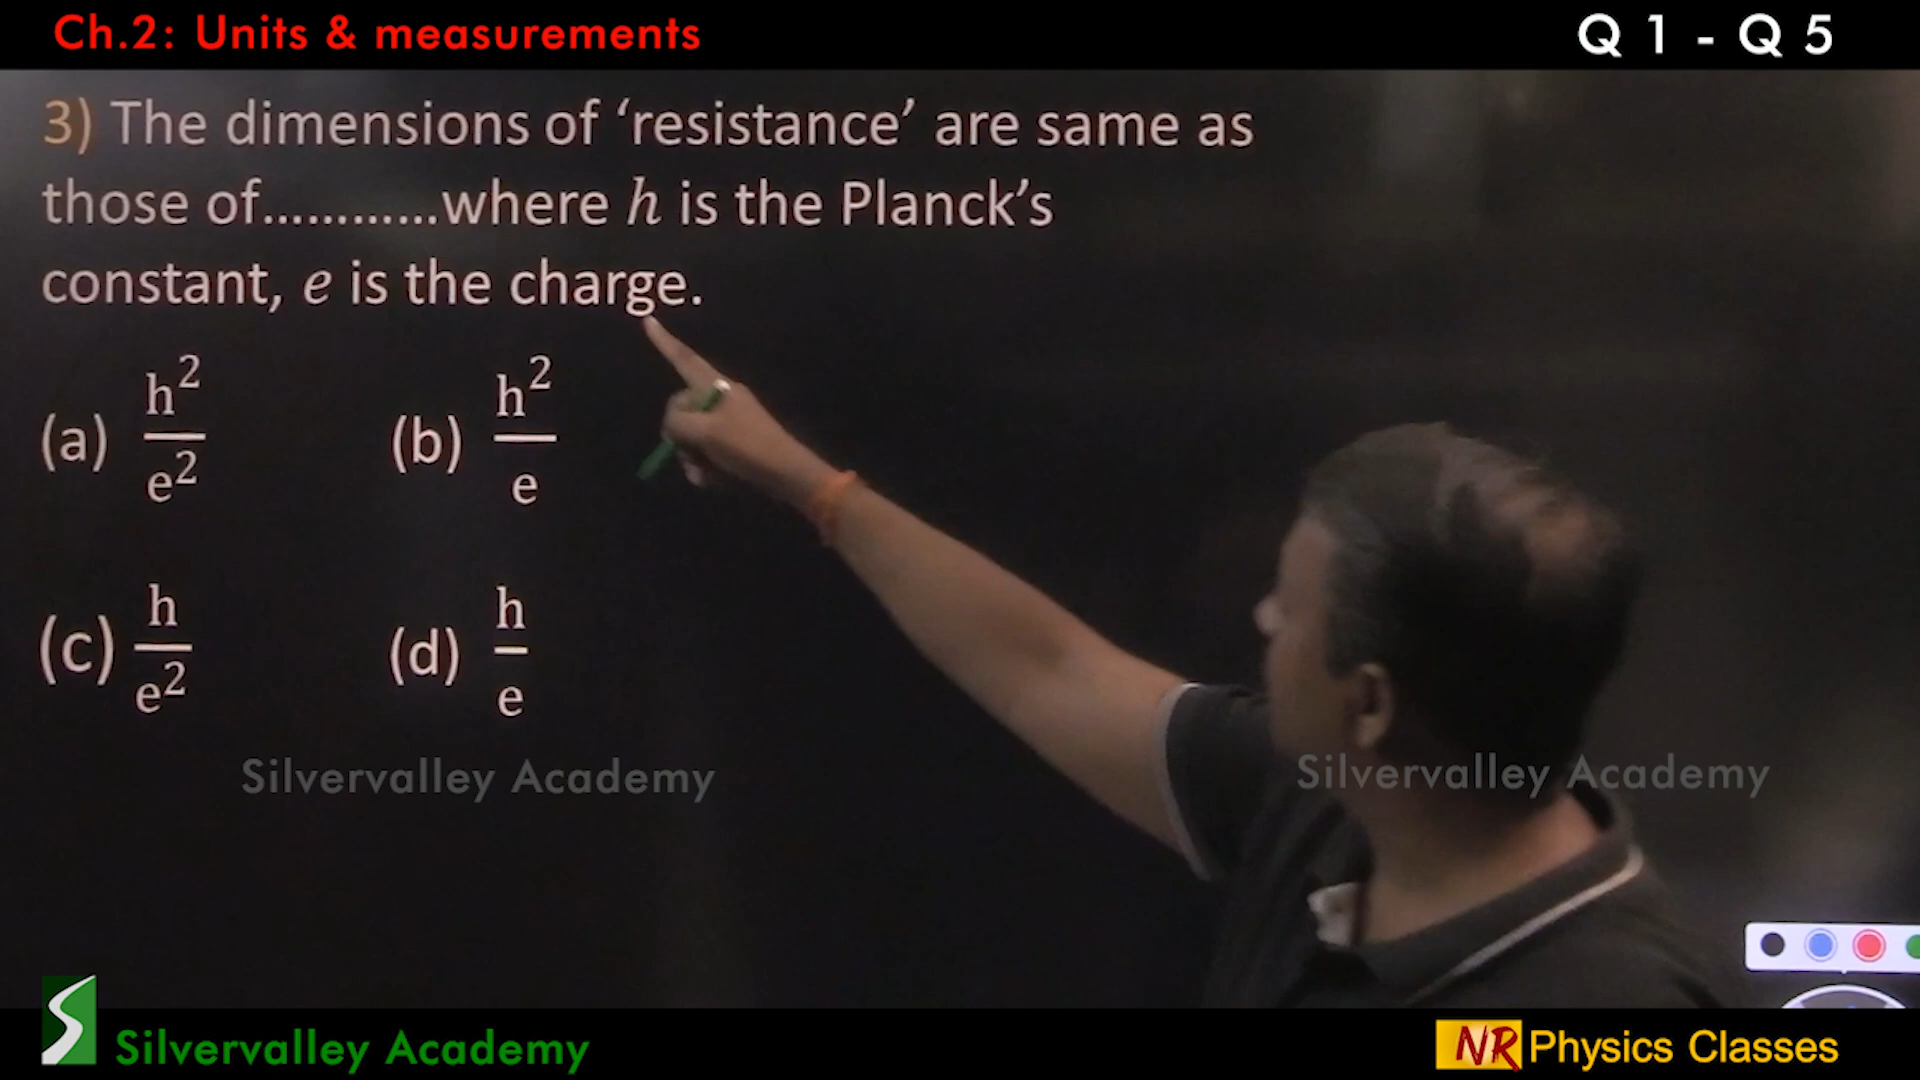 Ch.2: Units & measurements
Q 1 - Q 5
3) The dimensions of ‘resistance’ are same as
those of............where h is the Planck’s
constant, e is the charge.
(a) h²/e² (b) h²/e
(c) h/e² (d) h/e
Silvervalley Academy
Silvervalley Academy
Silvervalley Academy
NR Physics Classes